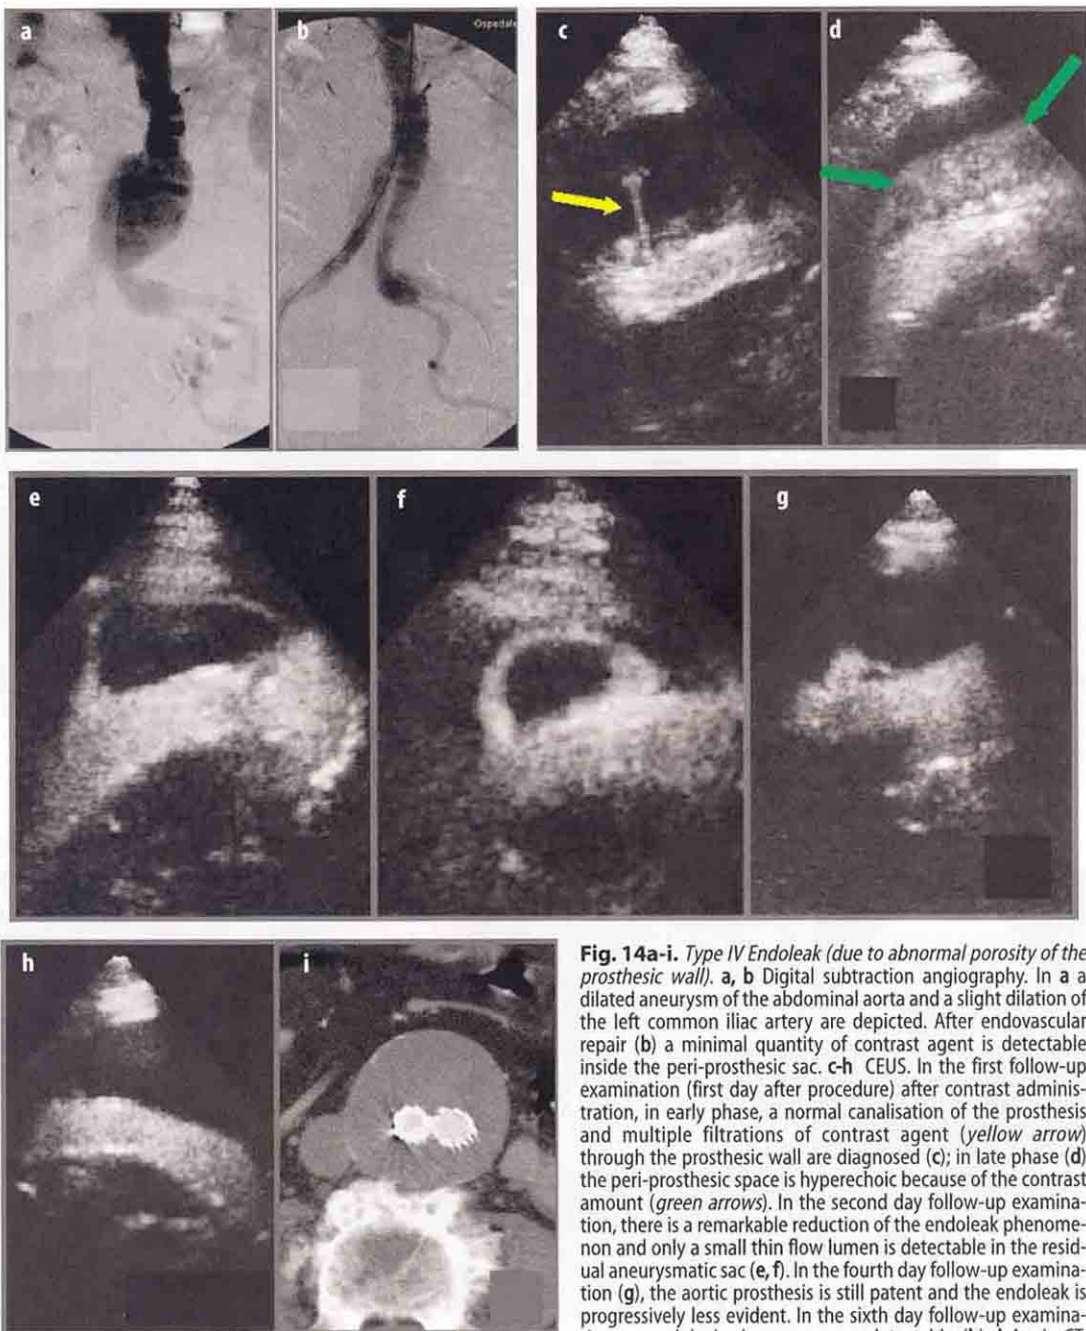 a
b
Ospedale
c
d
e
f
g
h
i
Fig. 14a-i. Type IV Endoleak (due to abnormal porosity of the
prosthesic wall). a, b Digital subtraction angiography. In a a
dilated aneurysm of the abdominal aorta and a slight dilation of
the left common iliac artery are depicted. After endovascular
repair (b) a minimal quantity of contrast agent is detectable
inside the peri-prosthesic sac. c-h CEUS. In the first follow-up
examination (first day after procedure) after contrast adminis-
tration, in early phase, a normal canalisation of the prosthesis
and multiple filtrations of contrast agent (yellow arrow)
through the prosthesic wall are diagnosed (c); in late phase (d)
the peri-prosthesic space is hyperechoic because of the contrast
amount (green arrows). In the second day follow-up examina-
tion, there is a remarkable reduction of the endoleak phenome-
non and only a small thin flow lumen is detectable in the resid-
ual aneurysmatic sac (e, f). In the fourth day follow-up examina-
tion (g), the aortic prosthesis is still patent and the endoleak is
progressively less evident. In the sixth day follow-up examina-